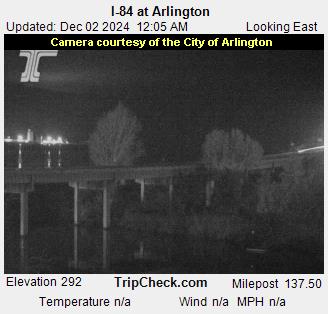 I-84 at Arlington
Updated: Dec 02 2024 12:05 AM Looking East
Camera courtesy of the City of Arlington
Elevation 292 TripCheck.com Milepost 137.50
Temperature n/a Wind n/a MPH n/a